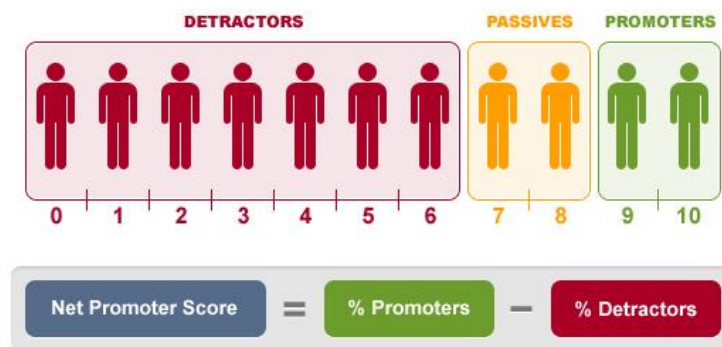 DETRACTORS PASSIVES PROMOTERS
0 1 2 3 4 5 6 7 8 9 10
Net Promoter Score = % Promoters – % Detractors